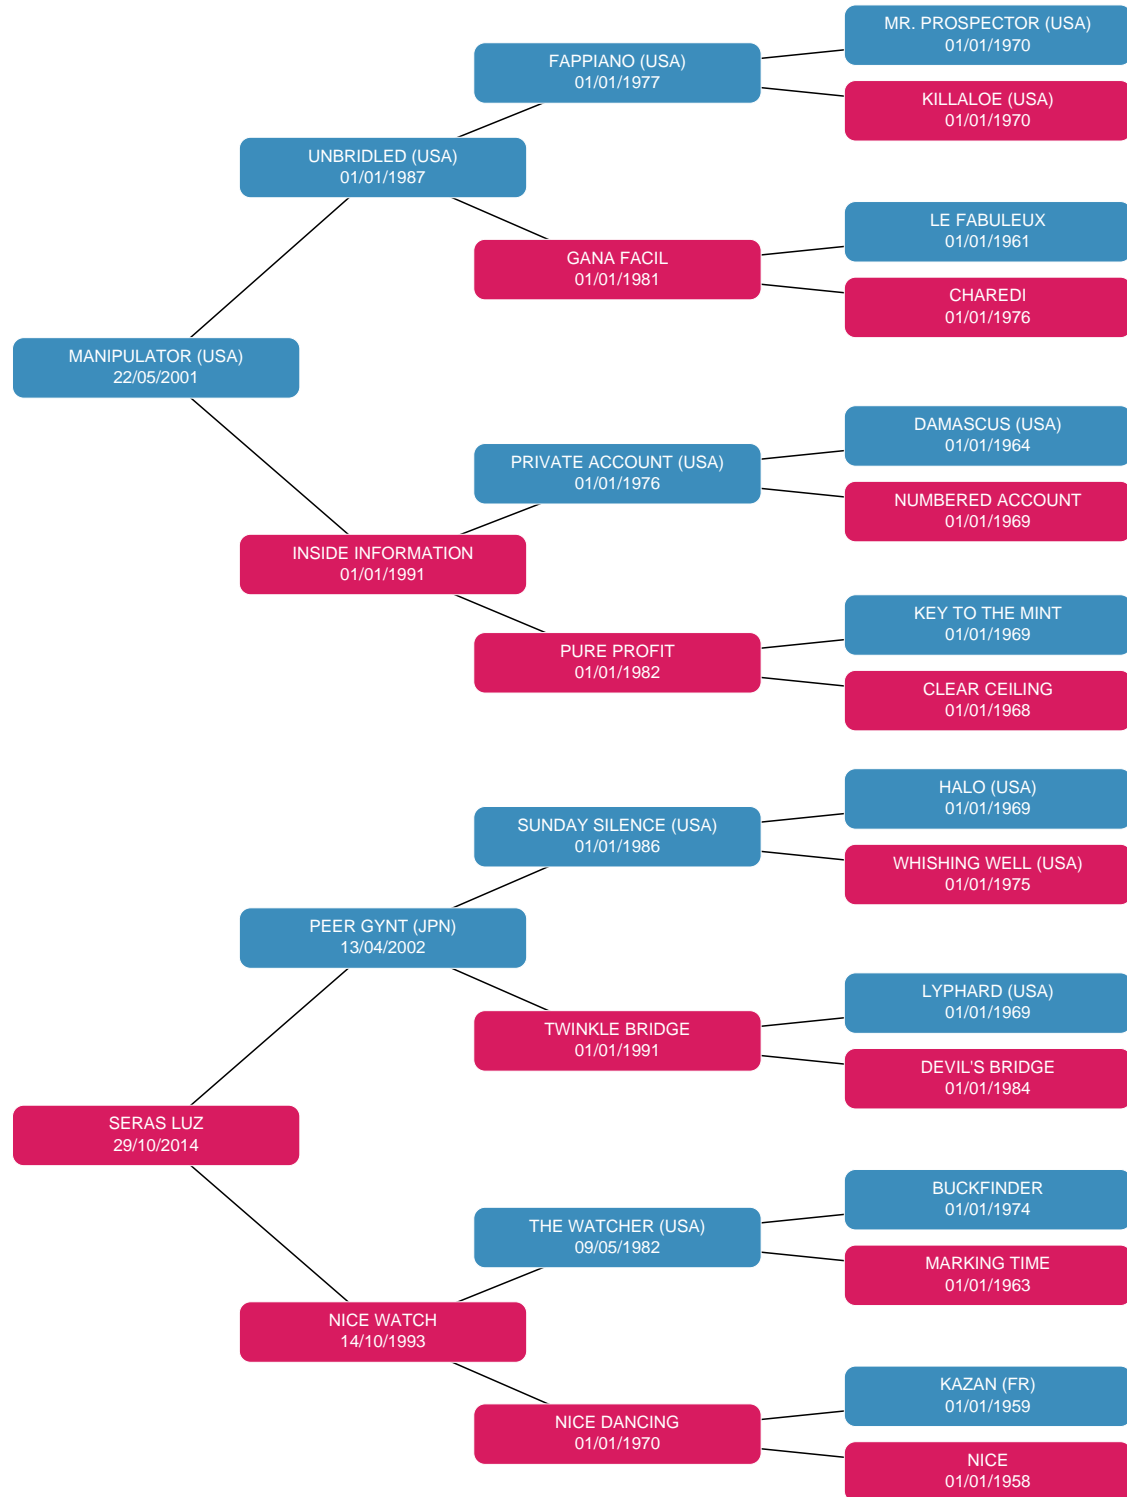 MR. PROSPECTOR (USA)
01/01/1970
FAPPIANO (USA)
01/01/1977
KILLALOE (USA)
01/01/1970
UNBRIDLED (USA)
01/01/1987
LE FABULEUX
01/01/1961
GANA FACIL
01/01/1981
CHAREDI
01/01/1976
MANIPULATOR (USA)
22/05/2001
DAMASCUS (USA)
01/01/1964
PRIVATE ACCOUNT (USA)
01/01/1976
NUMBERED ACCOUNT
01/01/1969
INSIDE INFORMATION
01/01/1991
KEY TO THE MINT
01/01/1969
PURE PROFIT
01/01/1982
CLEAR CEILING
01/01/1968
HALO (USA)
01/01/1969
SUNDAY SILENCE (USA)
01/01/1986
WHISHING WELL (USA)
01/01/1975
PEER GYNT (JPN)
13/04/2002
LYPHARD (USA)
01/01/1969
TWINKLE BRIDGE
01/01/1991
DEVIL'S BRIDGE
01/01/1984
SERAS LUZ
29/10/2014
BUCKFINDER
01/01/1974
THE WATCHER (USA)
09/05/1982
MARKING TIME
01/01/1963
NICE WATCH
14/10/1993
KAZAN (FR)
01/01/1959
NICE DANCING
01/01/1970
NICE
01/01/1958